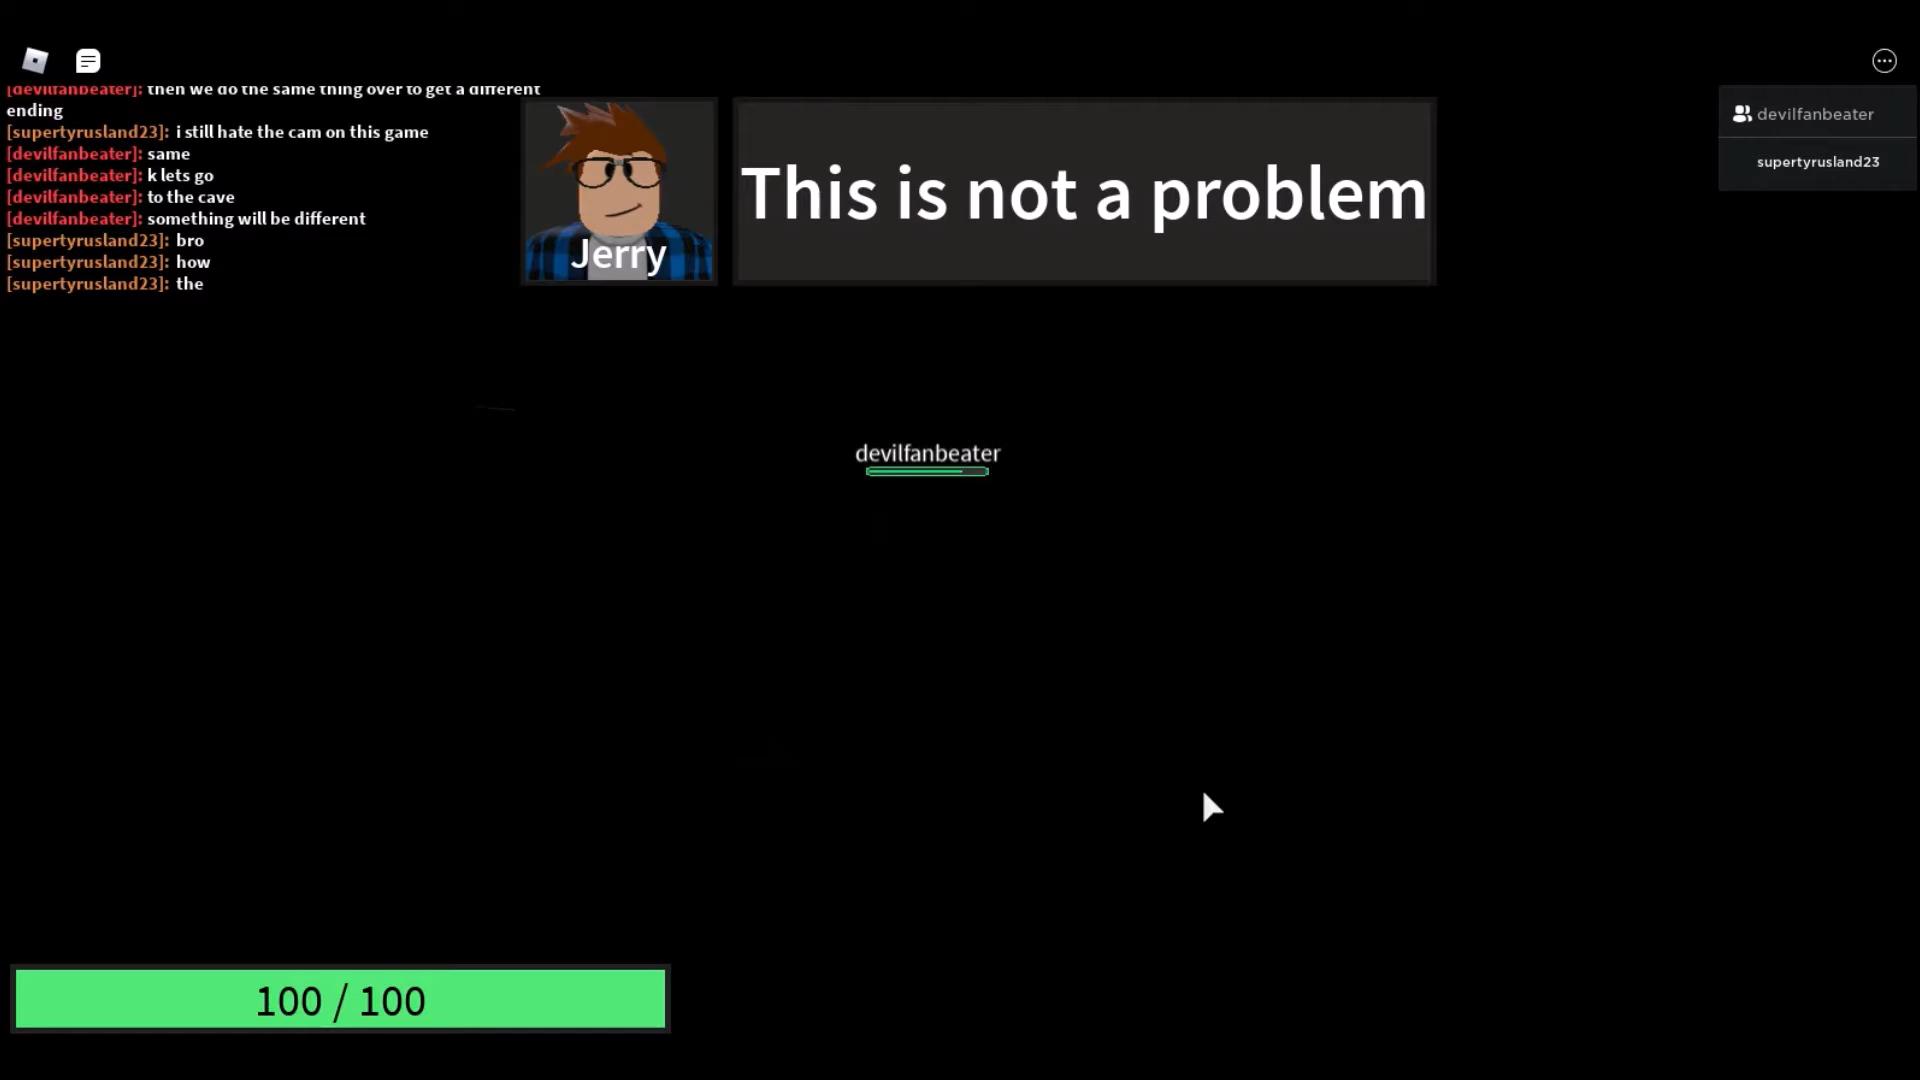 [devilfanbeater]: then we do the same thing over to get a different
ending
[supertyrusland23]: i still hate the cam on this game
[devilfanbeater]: same
[devilfanbeater]: k lets go
[devilfanbeater]: to the cave
[devilfanbeater]: something will be different
[supertyrusland23]: bro
[supertyrusland23]: how
[supertyrusland23]: the
Jerry
This is not a problem
devilfanbeater
supertyrusland23
devilfanbeater
100 / 100